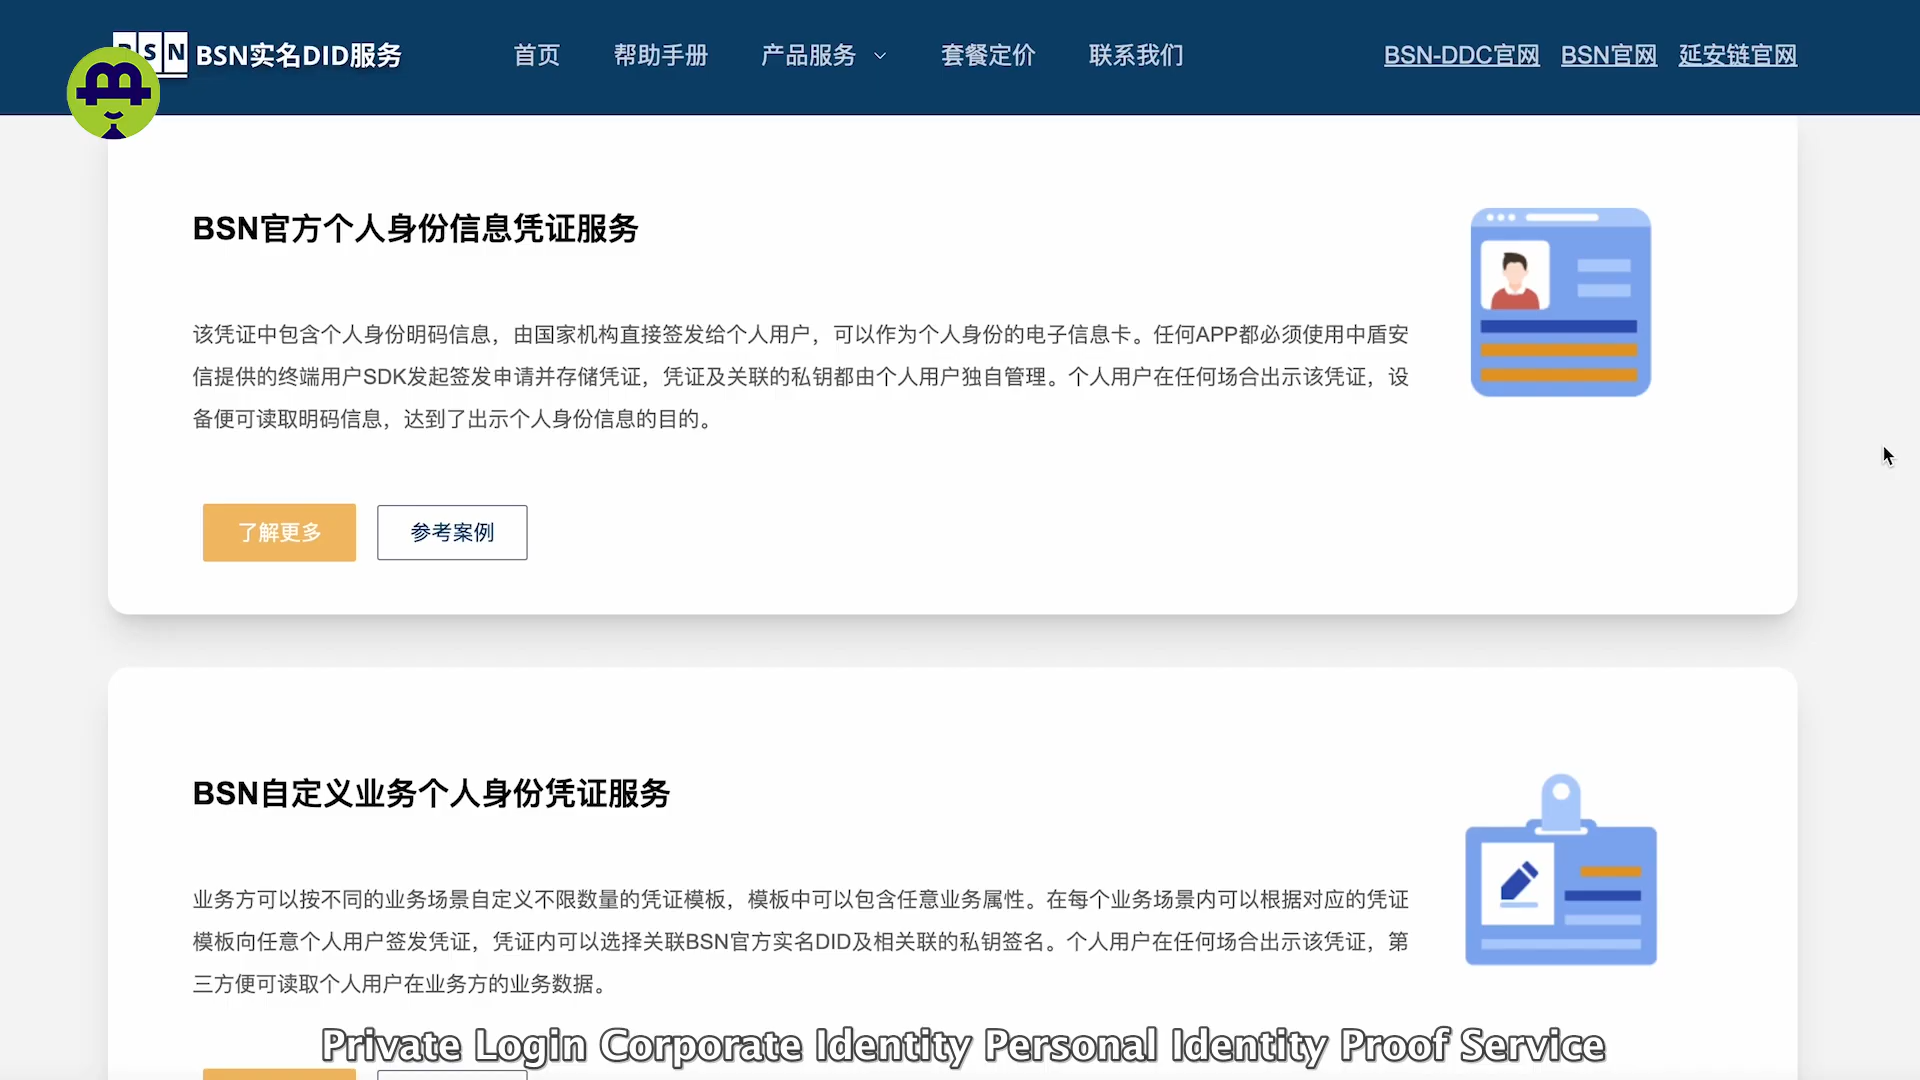 BSN BSN实名DID服务 首页 帮助手册 产品服务 套餐定价 联系我们 BSN-DDC官网 BSN官网 延安链官网
BSN官方个人身份信息凭证服务
该凭证中包含个人身份明码信息，由国家机构直接签发给个人用户，可以作为个人身份的电子信息卡。任何APP都必须使用中盾安
信提供的终端用户SDK发起签发申请并存储凭证，凭证及关联的私钥都由个人用户独自管理。个人用户在任何场合出示该凭证，设
备便可读取明码信息，达到了出示个人身份信息的目的。
了解更多 参考案例
BSN自定义业务个人身份凭证服务
业务方可以按不同的业务场景自定义不限数量的凭证模板，模板中可以包含任意业务属性。在每个业务场景内可以根据对应的凭证
模板向任意个人用户签发凭证，凭证内可以选择关联BSN官方实名DID及相关联的私钥签名。个人用户在任何场合出示该凭证，第
三方便可读取个人用户在业务方的业务数据。
Private Login Corporate Identity Personal Identity Proof Service